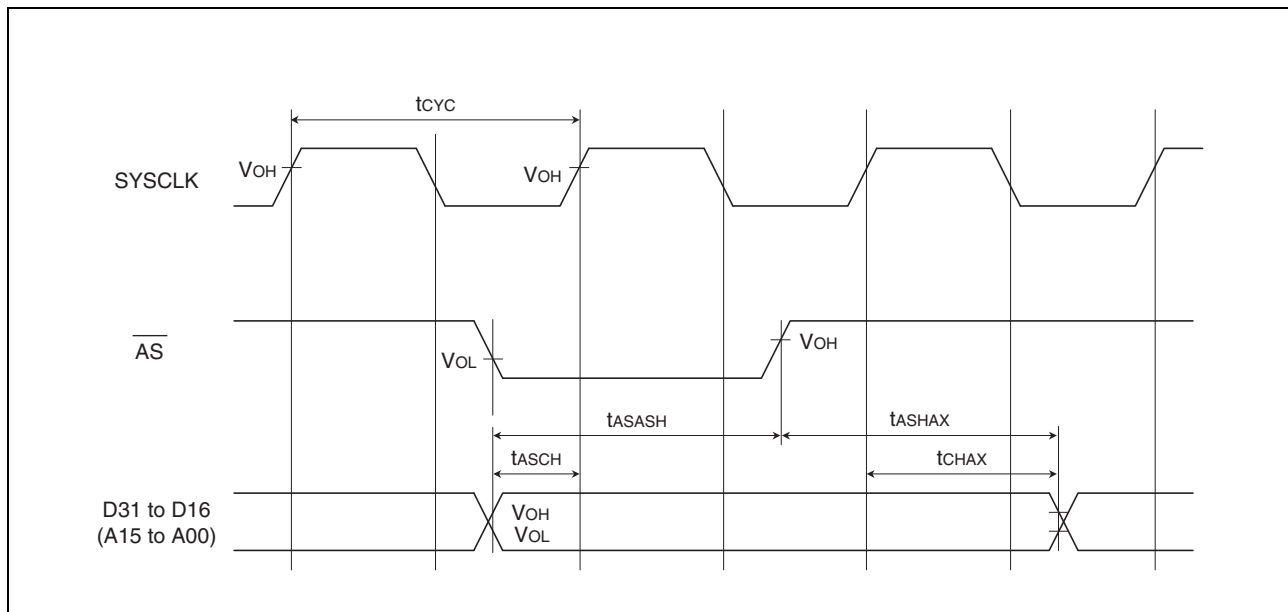 tCYC
SYSCLK
VOH
VOH
AS
VOL
VOH
tASASH
tASHAX
tASCH
tCHAX
D31 to D16
(A15 to A00)
VOH
VOL